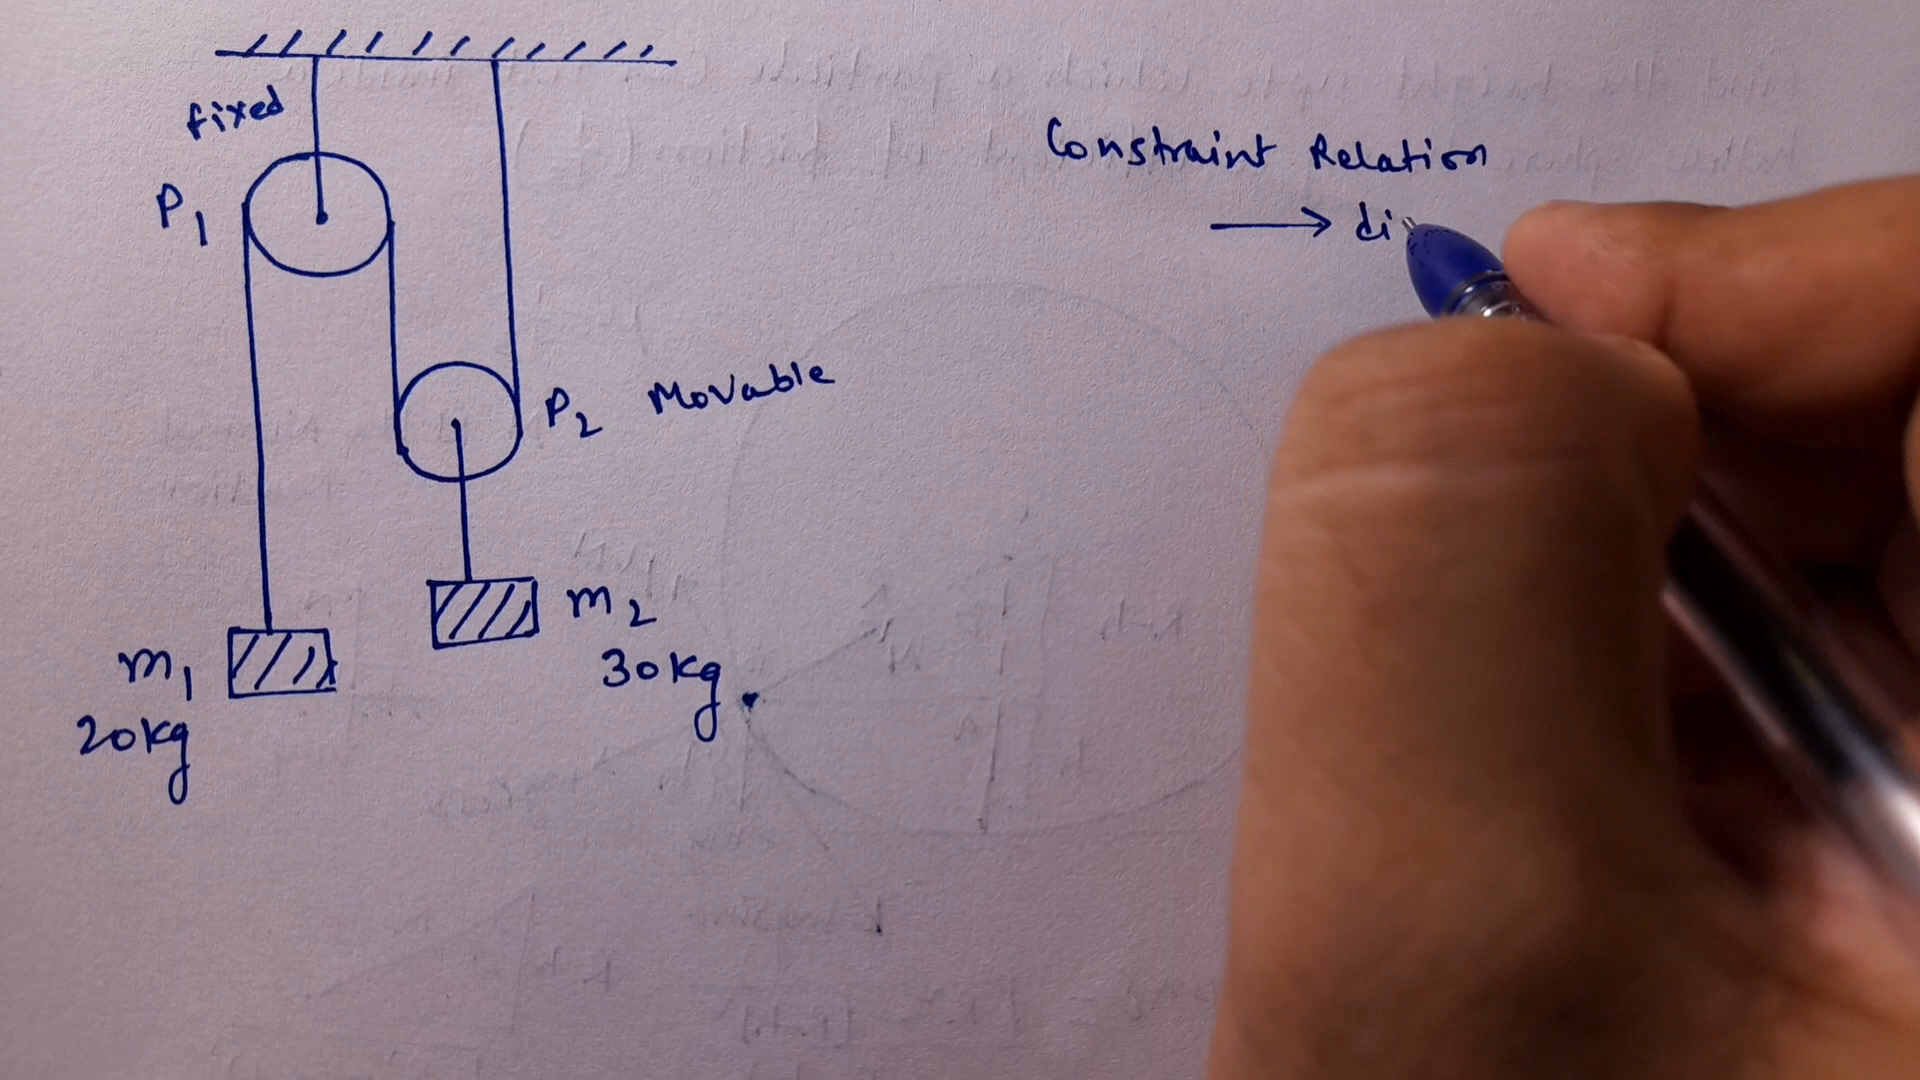 fixed
P1
Constraint Relation
→ di
P2 Movable
m2
30kg
m1
20kg